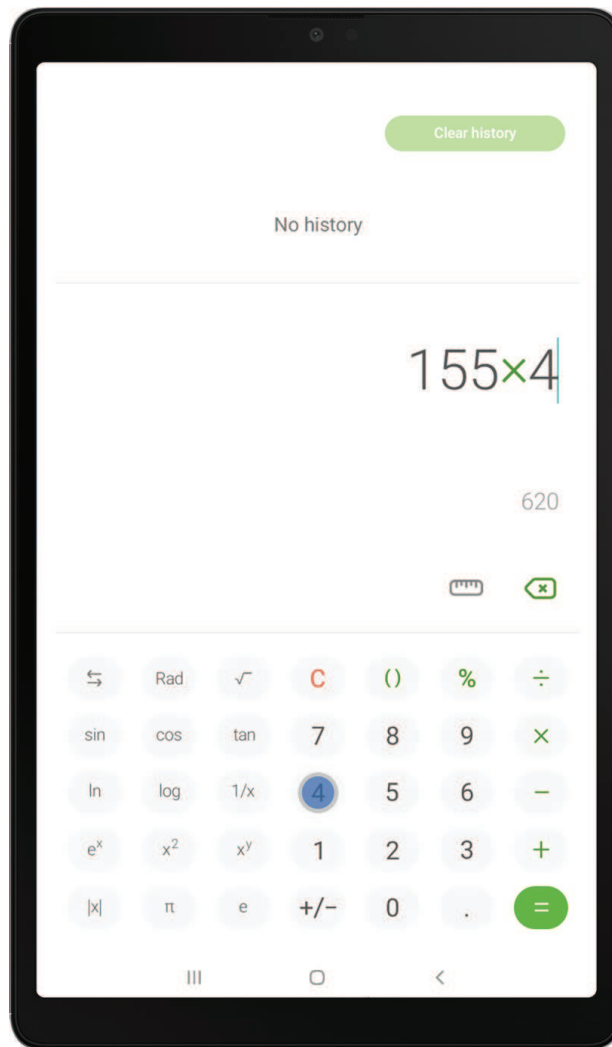 Clear history
No history
155×4
620
⇆ Rad √ C () % ÷
sin cos tan 7 8 9 ×
ln log 1/x 4 5 6 −
eˣ x² xʸ 1 2 3 +
|x| π e +/− 0 . =